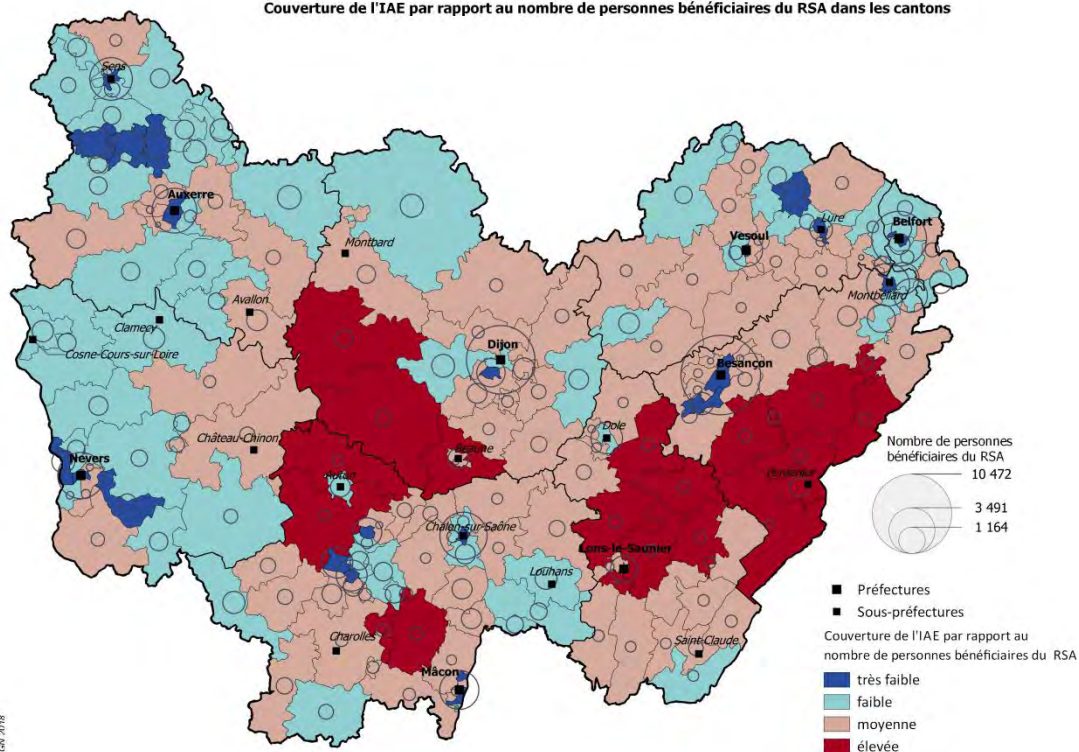 Couverture de l'IAE par rapport au nombre de personnes bénéficiaires du RSA dans les cantons
Sens
Auxerre
Montbard
Vesoul
Lure
Belfort
Montbéliard
Avallon
Clamecy
Cosne-Cours-sur-Loire
Dijon
Besançon
Château-Chinon
Beaune
Dole
Nevers
Autun
Pontarlier
Chalon-sur-Saône
Lons-le-Saunier
Louhans
Charolles
Saint-Claude
Mâcon
Nombre de personnes
bénéficiaires du RSA
10 472
3 491
1 164
Préfectures
Sous-préfectures
Couverture de l'IAE par rapport au
nombre de personnes bénéficiaires du RSA
très faible
faible
moyenne
élevée
IGN 2018